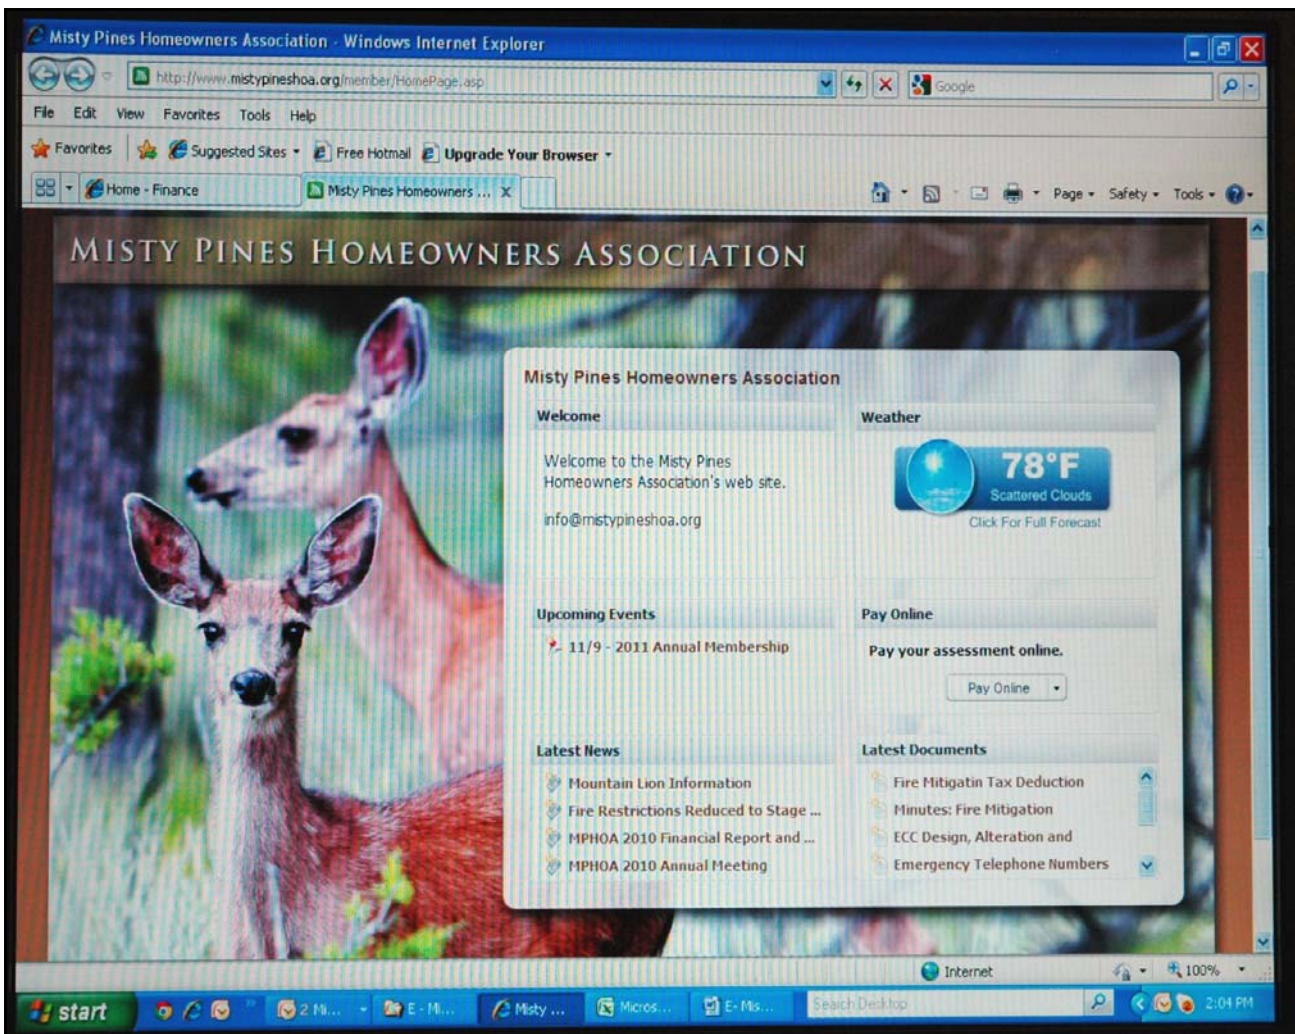 Misty Pines Homeowners Association - Windows Internet Explorer
http://www.mistypineshoa.org/member/HomePage.asp
Google
File Edit View Favorites Tools Help
Favorites Suggested Sites Free Hotmail Upgrade Your Browser
Home - Finance Misty Pines Homeowners ... X Page Safety Tools
MISTY PINES HOMEOWNERS ASSOCIATION
Misty Pines Homeowners Association
Welcome
Welcome to the Misty Pines
Homeowners Association's web site.
info@mistypineshoa.org
Weather
78°F
Scattered Clouds
Click For Full Forecast
Upcoming Events
11/9 - 2011 Annual Membership
Pay Online
Pay your assessment online.
Pay Online
Latest News
Mountain Lion Information
Fire Restrictions Reduced to Stage ...
MPHOA 2010 Financial Report and ...
MPHOA 2010 Annual Meeting
Latest Documents
Fire Mitigatin Tax Deduction
Minutes: Fire Mitigation
ECC Design, Alteration and
Emergency Telephone Numbers
Internet 100%
start 2 Mi... E - Mi... Misty ... Micros... E- Mis... Search Desktop 2:04 PM